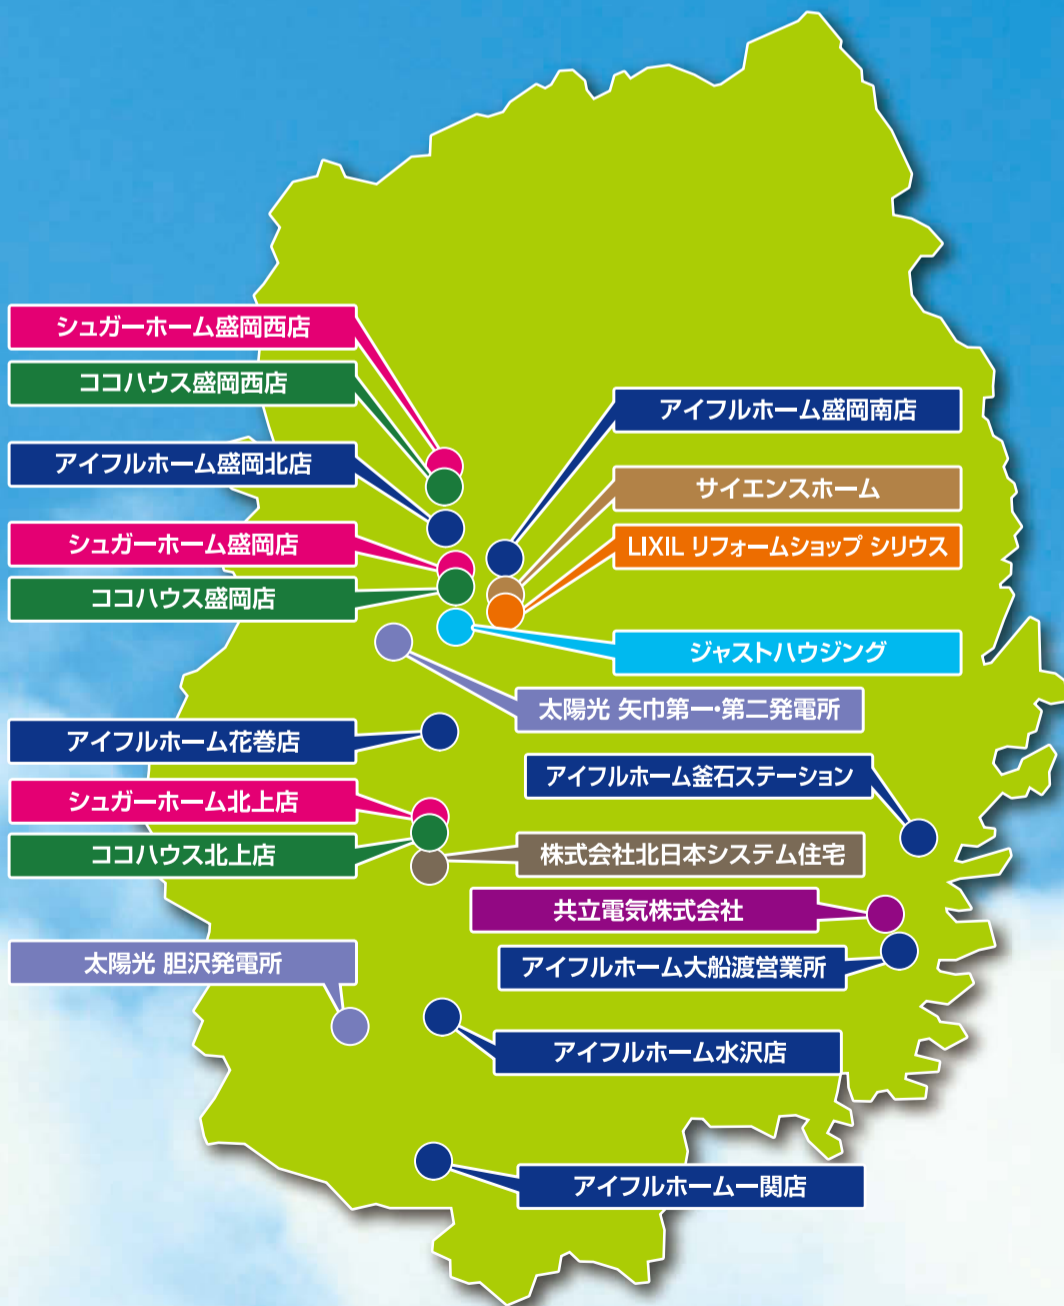 シュガーホーム盛岡西店
ココハウス盛岡西店
アイフルホーム盛岡南店
アイフルホーム盛岡北店
サイエンスホーム
シュガーホーム盛岡店
LIXIL リフォームショップ シリウス
ココハウス盛岡店
ジャストハウジング
太陽光 矢巾第一・第二発電所
アイフルホーム花巻店
アイフルホーム釜石ステーション
シュガーホーム北上店
ココハウス北上店
株式会社北日本システム住宅
共立電気株式会社
太陽光 胆沢発電所
アイフルホーム大船渡営業所
アイフルホーム水沢店
アイフルホーム一関店